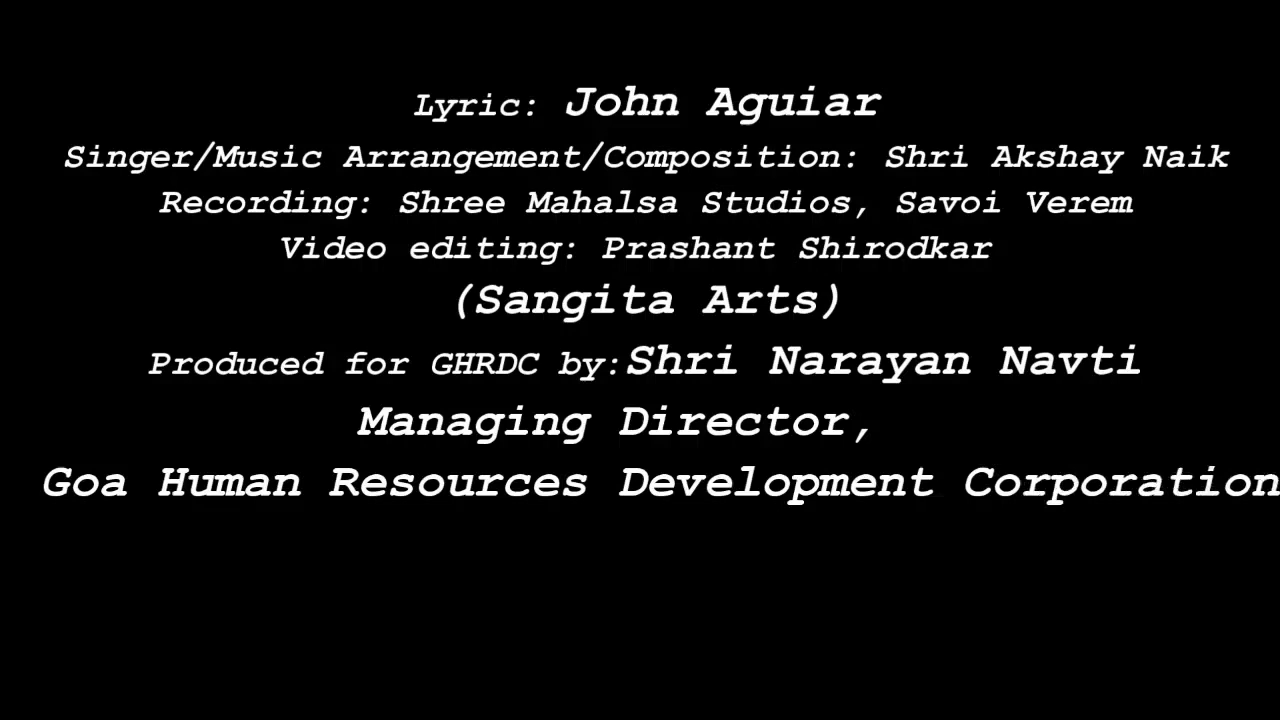 Lyric: John Aguiar
Singer/Music Arrangement/Composition: Shri Akshay Naik
Recording: Shree Mahalsa Studios, Savoi Verem
Video editing: Prashant Shirodkar
(Sangita Arts)
Produced for GHRDC by:Shri Narayan Navti
Managing Director,
Goa Human Resources Development Corporation